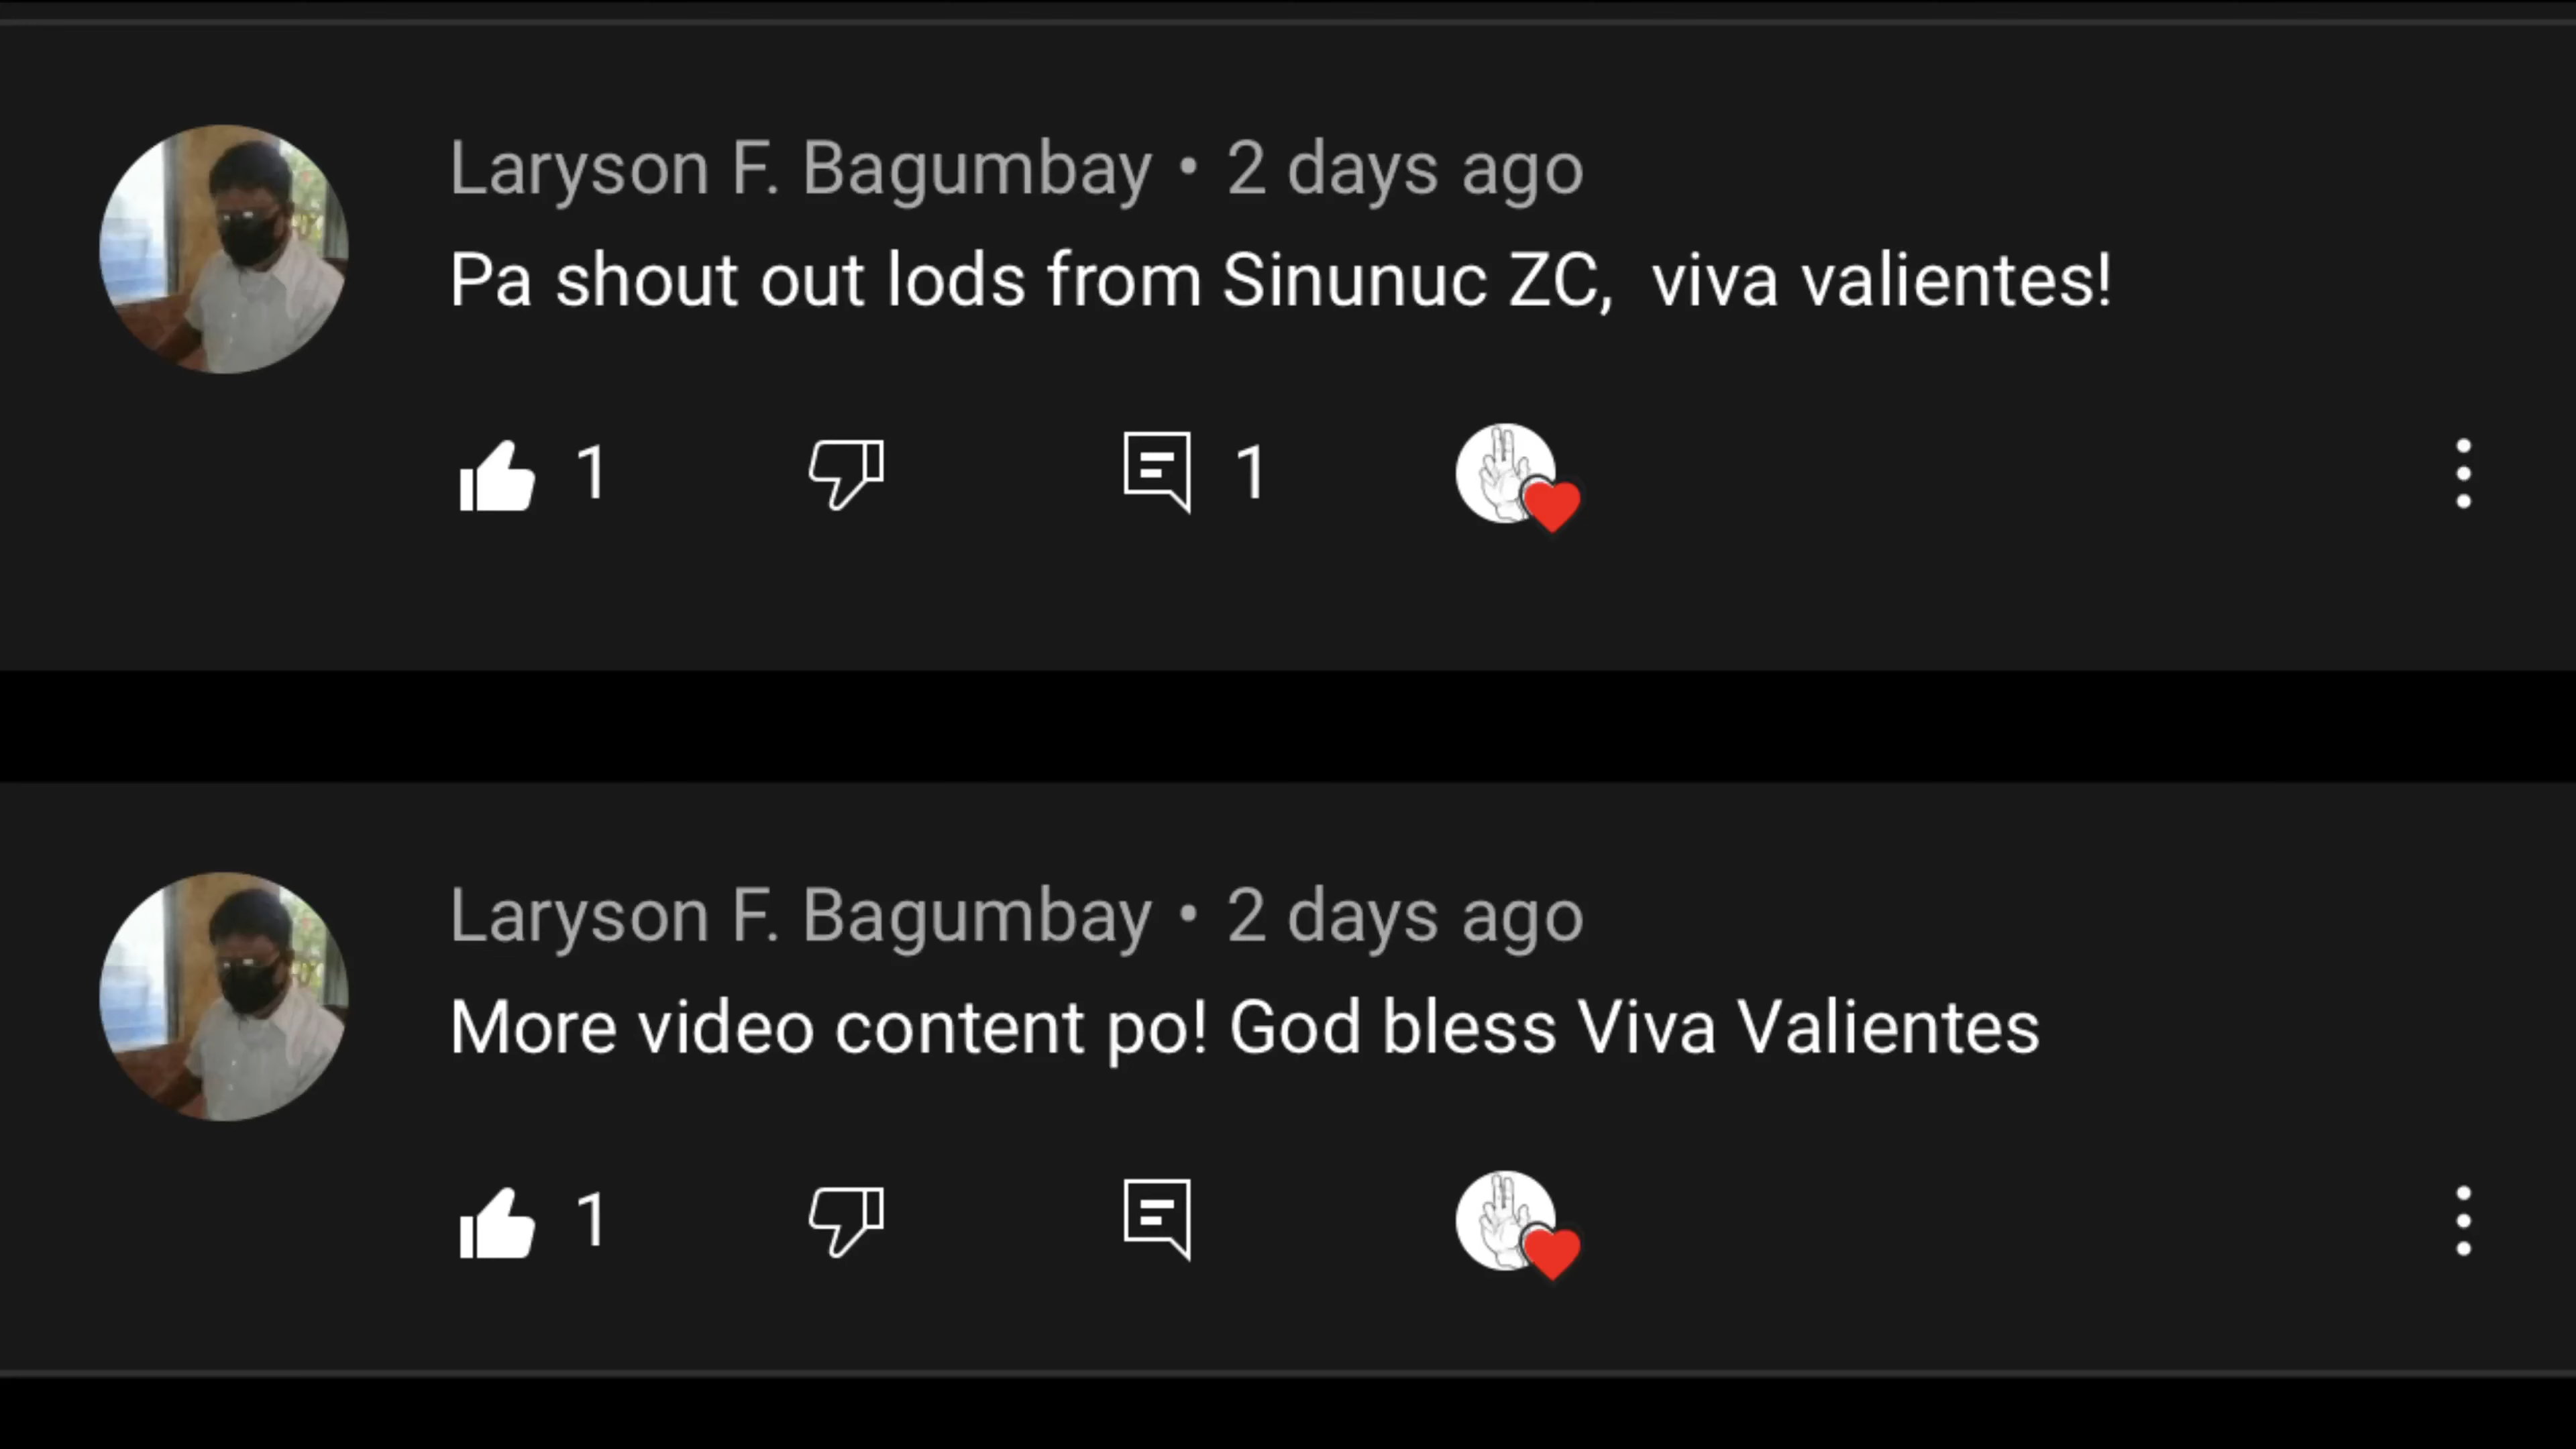 Laryson F. Bagumbay • 2 days ago
Pa shout out lods from Sinunuc ZC,  viva valientes!
1 1
Laryson F. Bagumbay • 2 days ago
More video content po! God bless Viva Valientes
1